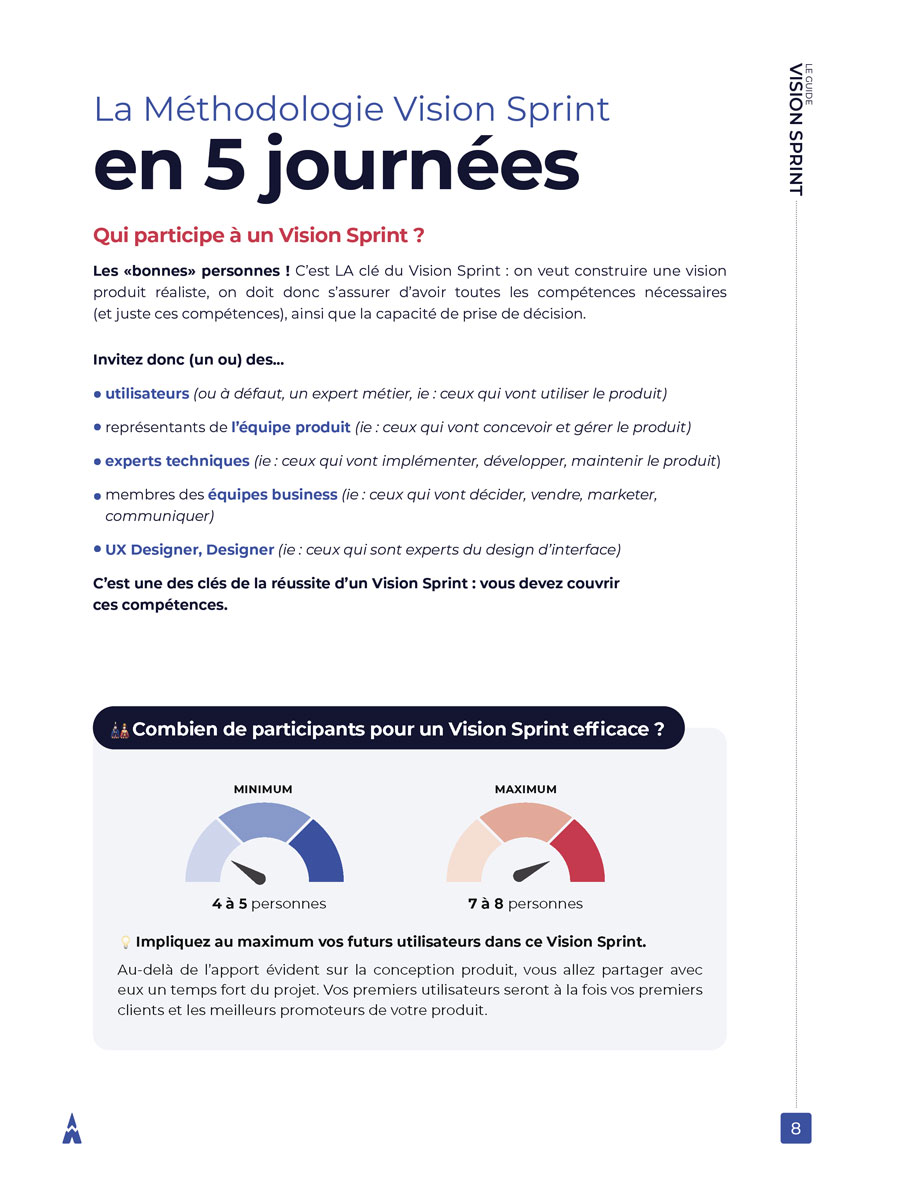 LE GUIDE
VISION SPRINT
La Méthodologie Vision Sprint
en 5 journées
Qui participe à un Vision Sprint ?
Les «bonnes» personnes ! C’est LA clé du Vision Sprint : on veut construire une vision
produit réaliste, on doit donc s’assurer d’avoir toutes les compétences nécessaires
(et juste ces compétences), ainsi que la capacité de prise de décision.
Invitez donc (un ou) des...
• utilisateurs (ou à défaut, un expert métier, ie : ceux qui vont utiliser le produit)
• représentants de l’équipe produit (ie : ceux qui vont concevoir et gérer le produit)
• experts techniques (ie : ceux qui vont implémenter, développer, maintenir le produit)
• membres des équipes business (ie : ceux qui vont décider, vendre, marketer,
communiquer)
• UX Designer, Designer (ie : ceux qui sont experts du design d’interface)
C’est une des clés de la réussite d’un Vision Sprint : vous devez couvrir
ces compétences.
Combien de participants pour un Vision Sprint efficace ?
MINIMUM
4 à 5 personnes
MAXIMUM
7 à 8 personnes
Impliquez au maximum vos futurs utilisateurs dans ce Vision Sprint.
Au-delà de l’apport évident sur la conception produit, vous allez partager avec
eux un temps fort du projet. Vos premiers utilisateurs seront à la fois vos premiers
clients et les meilleurs promoteurs de votre produit.
8